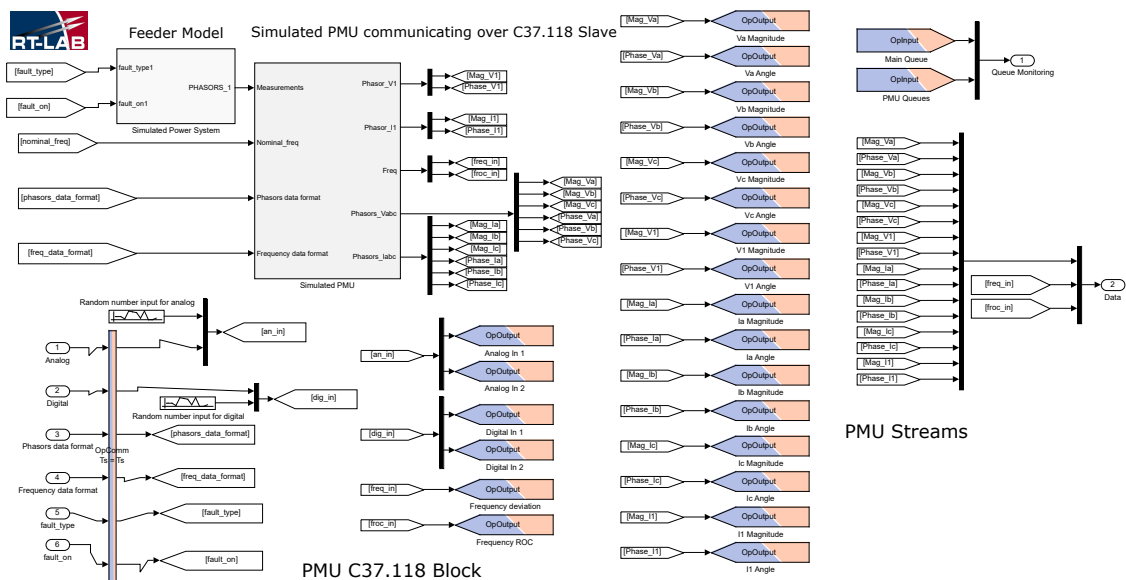 RT-LAB
Feeder Model
[fault_type]
[fault_on]
fault_type1
fault_on1
PHASORS_1
Simulated Power System
[nominal_freq]
[phasors_data_format]
[freq_data_format]
Simulated PMU communicating over C37.118 Slave
Measurements
Nominal_freq
Phasors data format
Frequency data format
Phasor_V1
Phasor_I1
Freq
Phasors_Vabc
Phasors_Iabc
Simulated PMU
[Mag_V1]
[Phase_V1]
[Mag_I1]
[Phase_I1]
[freq_in]
[froc_in]
[Mag_Va]
[Mag_Vb]
[Mag_Vc]
[Phase_Va]
[Phase_Vb]
[Phase_Vc]
[Mag_Ia]
[Mag_Ib]
[Mag_Ic]
[Phase_Ia]
[Phase_Ib]
[Phase_Ic]
Random number input for analog
1
Analog
[an_in]
2
Digital
[dig_in]
Random number input for digital
3
Phasors data format
[phasors_data_format]
OpComm
Ts = Ts
4
Frequency data format
[freq_data_format]
5
fault_type
[fault_type]
6
fault_on
[fault_on]
[an_in]
OpOutput
Analog In 1
OpOutput
Analog In 2
[dig_in]
OpOutput
Digital In 1
OpOutput
Digital In 2
[freq_in]
OpOutput
Frequency deviation
[froc_in]
OpOutput
Frequency ROC
PMU C37.118 Block
[Mag_Va]
OpOutput
Va Magnitude
[Phase_Va]
OpOutput
Va Angle
[Mag_Vb]
OpOutput
Vb Magnitude
[Phase_Vb]
OpOutput
Vb Angle
[Mag_Vc]
OpOutput
Vc Magnitude
[Phase_Vc]
OpOutput
Vc Angle
[Mag_V1]
OpOutput
V1 Magnitude
[Phase_V1]
OpOutput
V1 Angle
[Mag_Ia]
OpOutput
Ia Magnitude
[Phase_Ia]
OpOutput
Ia Angle
[Mag_Ib]
OpOutput
Ib Magnitude
[Phase_Ib]
OpOutput
Ib Angle
[Mag_Ic]
OpOutput
Ic Magnitude
[Phase_Ic]
OpOutput
Ic Angle
[Mag_I1]
OpOutput
I1 Magnitude
[Phase_I1]
OpOutput
I1 Angle
OpInput
Main Queue
OpInput
PMU Queues
1
Queue Monitoring
[Mag_Va]
[Phase_Va]
[Mag_Vb]
[Phase_Vb]
[Mag_Vc]
[Phase_Vc]
[Mag_V1]
[Phase_V1]
[Mag_Ia]
[Phase_Ia]
[Mag_Ib]
[Phase_Ib]
[Mag_Ic]
[Phase_Ic]
[Mag_I1]
[Phase_I1]
[freq_in]
[froc_in]
2
Data
PMU Streams